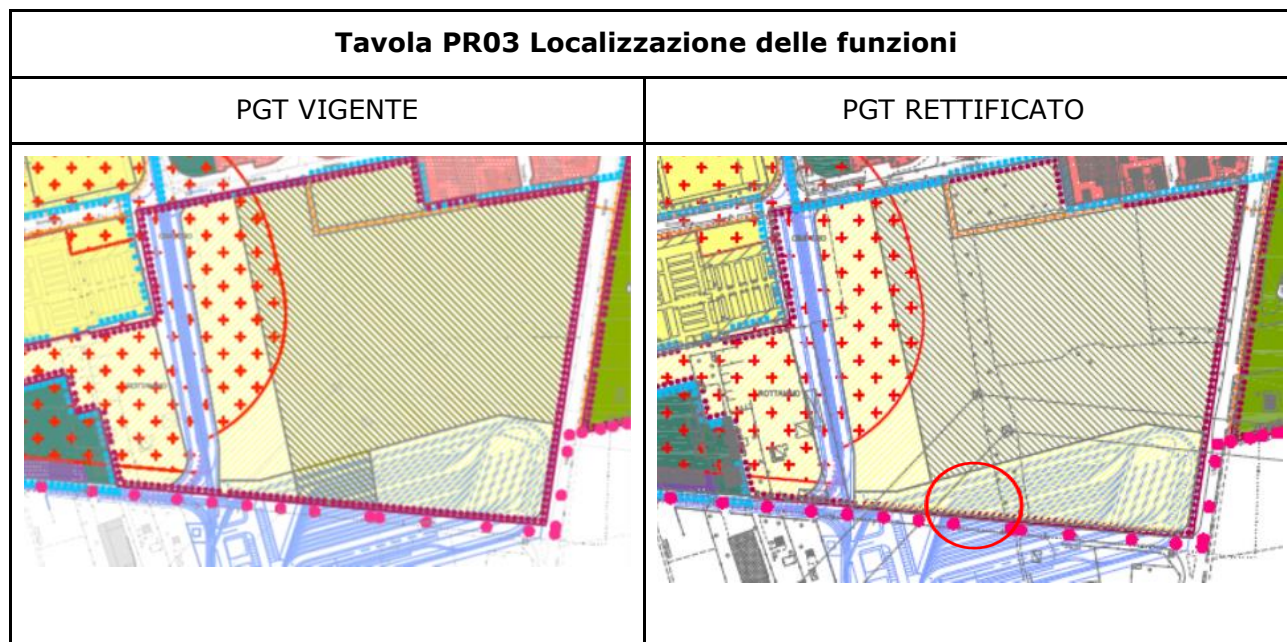 Tavola PR03 Localizzazione delle funzioni
PGT VIGENTE
PGT RETTIFICATO